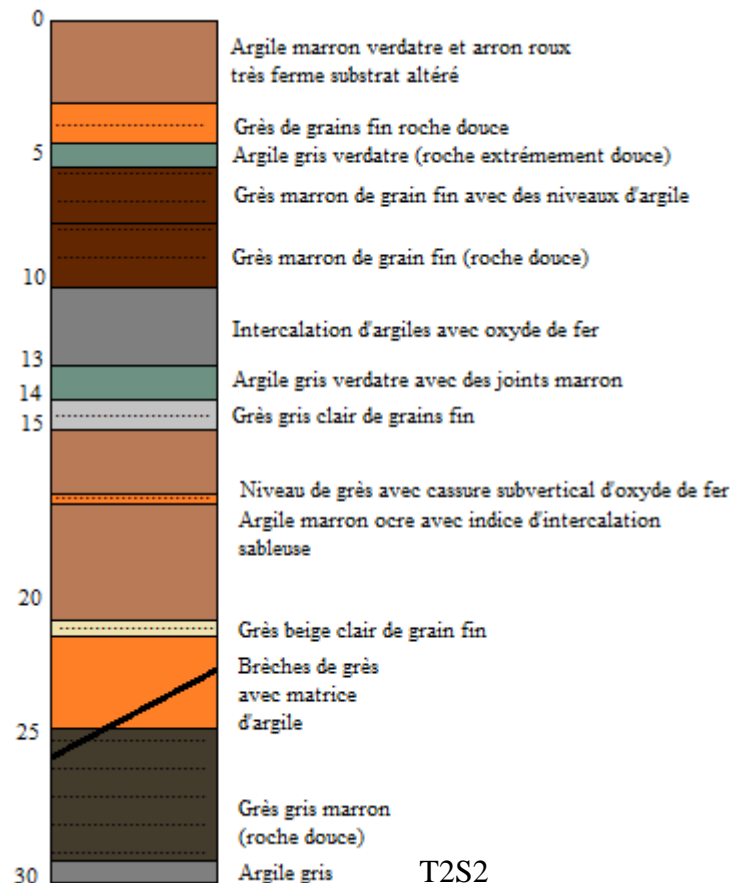 0
Argile marron verdatre et arron roux
très ferme substrat altéré
Grès de grains fin roche douce
5
Argile gris verdatre (roche extrémement douce)
Grès marron de grain fin avec des niveaux d'argile
Grès marron de grain fin (roche douce)
10
Intercalation d'argiles avec oxyde de fer
13
Argile gris verdatre avec des joints marron
14
Grès gris clair de grains fin
15
Niveau de grès avec cassure subvertical d'oxyde de fer
Argile marron ocre avec indice d'intercalation
sableuse
20
Grès beige clair de grain fin
Brèches de grès
avec matrice
d'argile
25
Grès gris marron
(roche douce)
30
Argile gris
T2S2